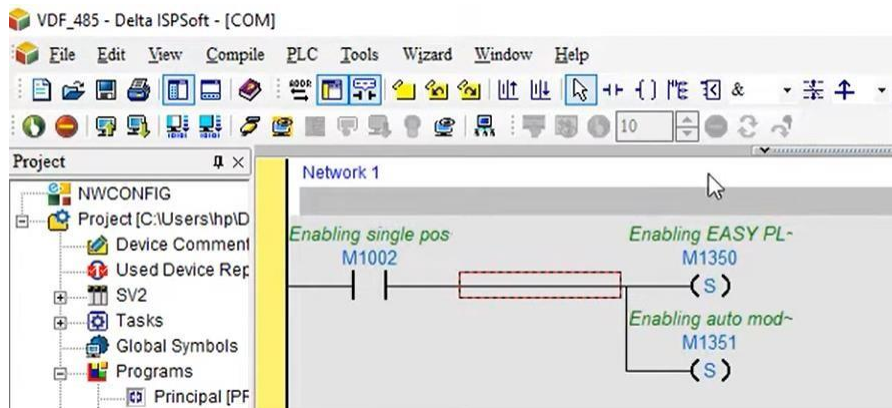 VDF_485 - Delta ISPSoft - [COM]
File Edit View Compile PLC Tools Wizard Window Help
ADDR &
10
Project
NWCONFIG
Project [C:\Users\hp\D
Device Comment
Used Device Rep
SV2
Tasks
Global Symbols
Programs
Principal [PF
Network 1
Enabling single pos
M1002
Enabling EASY PL~
M1350
S
Enabling auto mod~
M1351
S